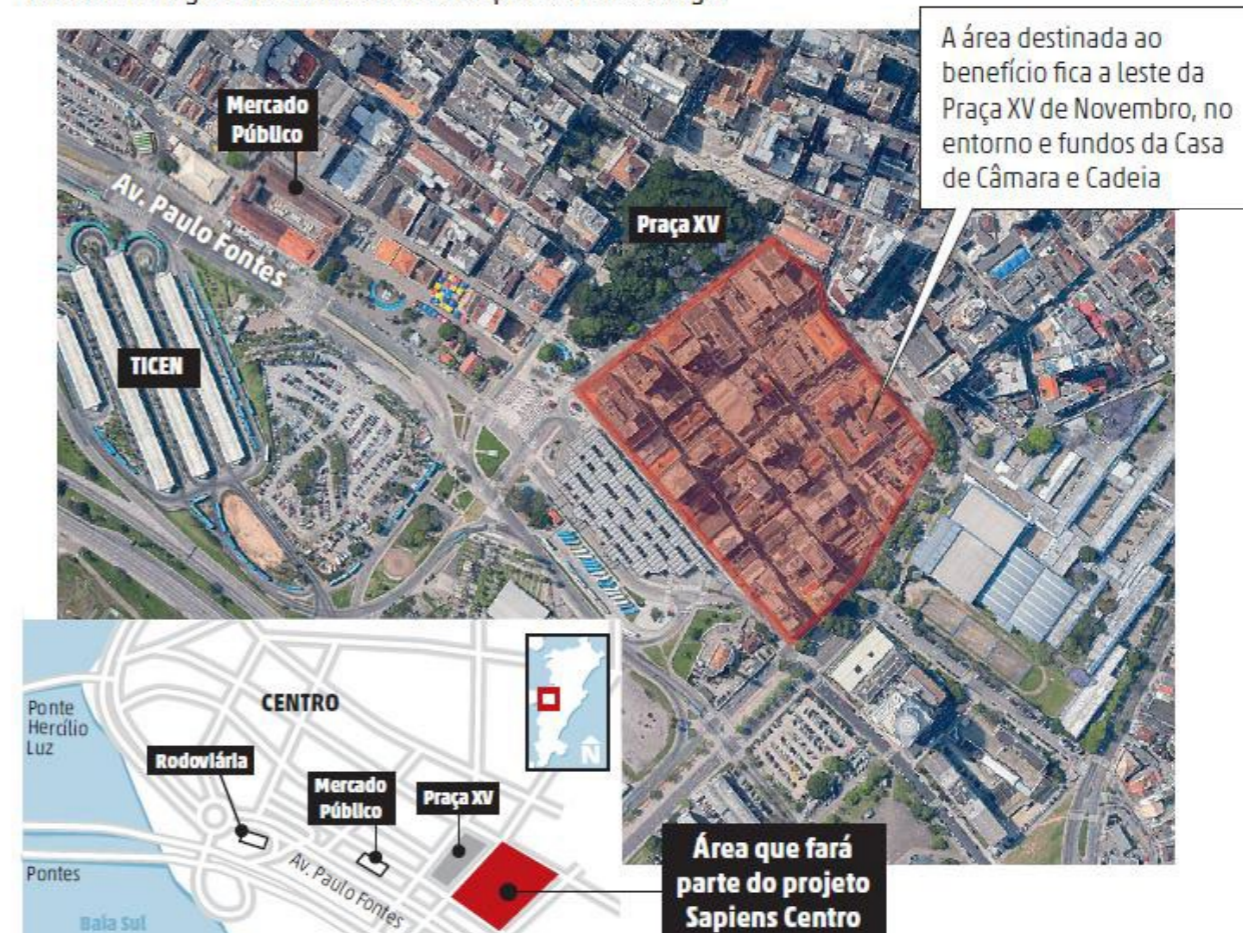 A área destinada ao
benefício fica a leste da
Praça XV de Novembro, no
entorno e fundos da Casa
de Câmara e Cadeia
Mercado
Público
Av. Paulo Fontes
Praça XV
TICEN
CENTRO
Ponte
Hercílio
Luz
Rodoviária
Mercado
Público
Praça XV
N
Av. Paulo Fontes
Pontes
Baía Sul
Área que fará
parte do projeto
Sapiens Centro